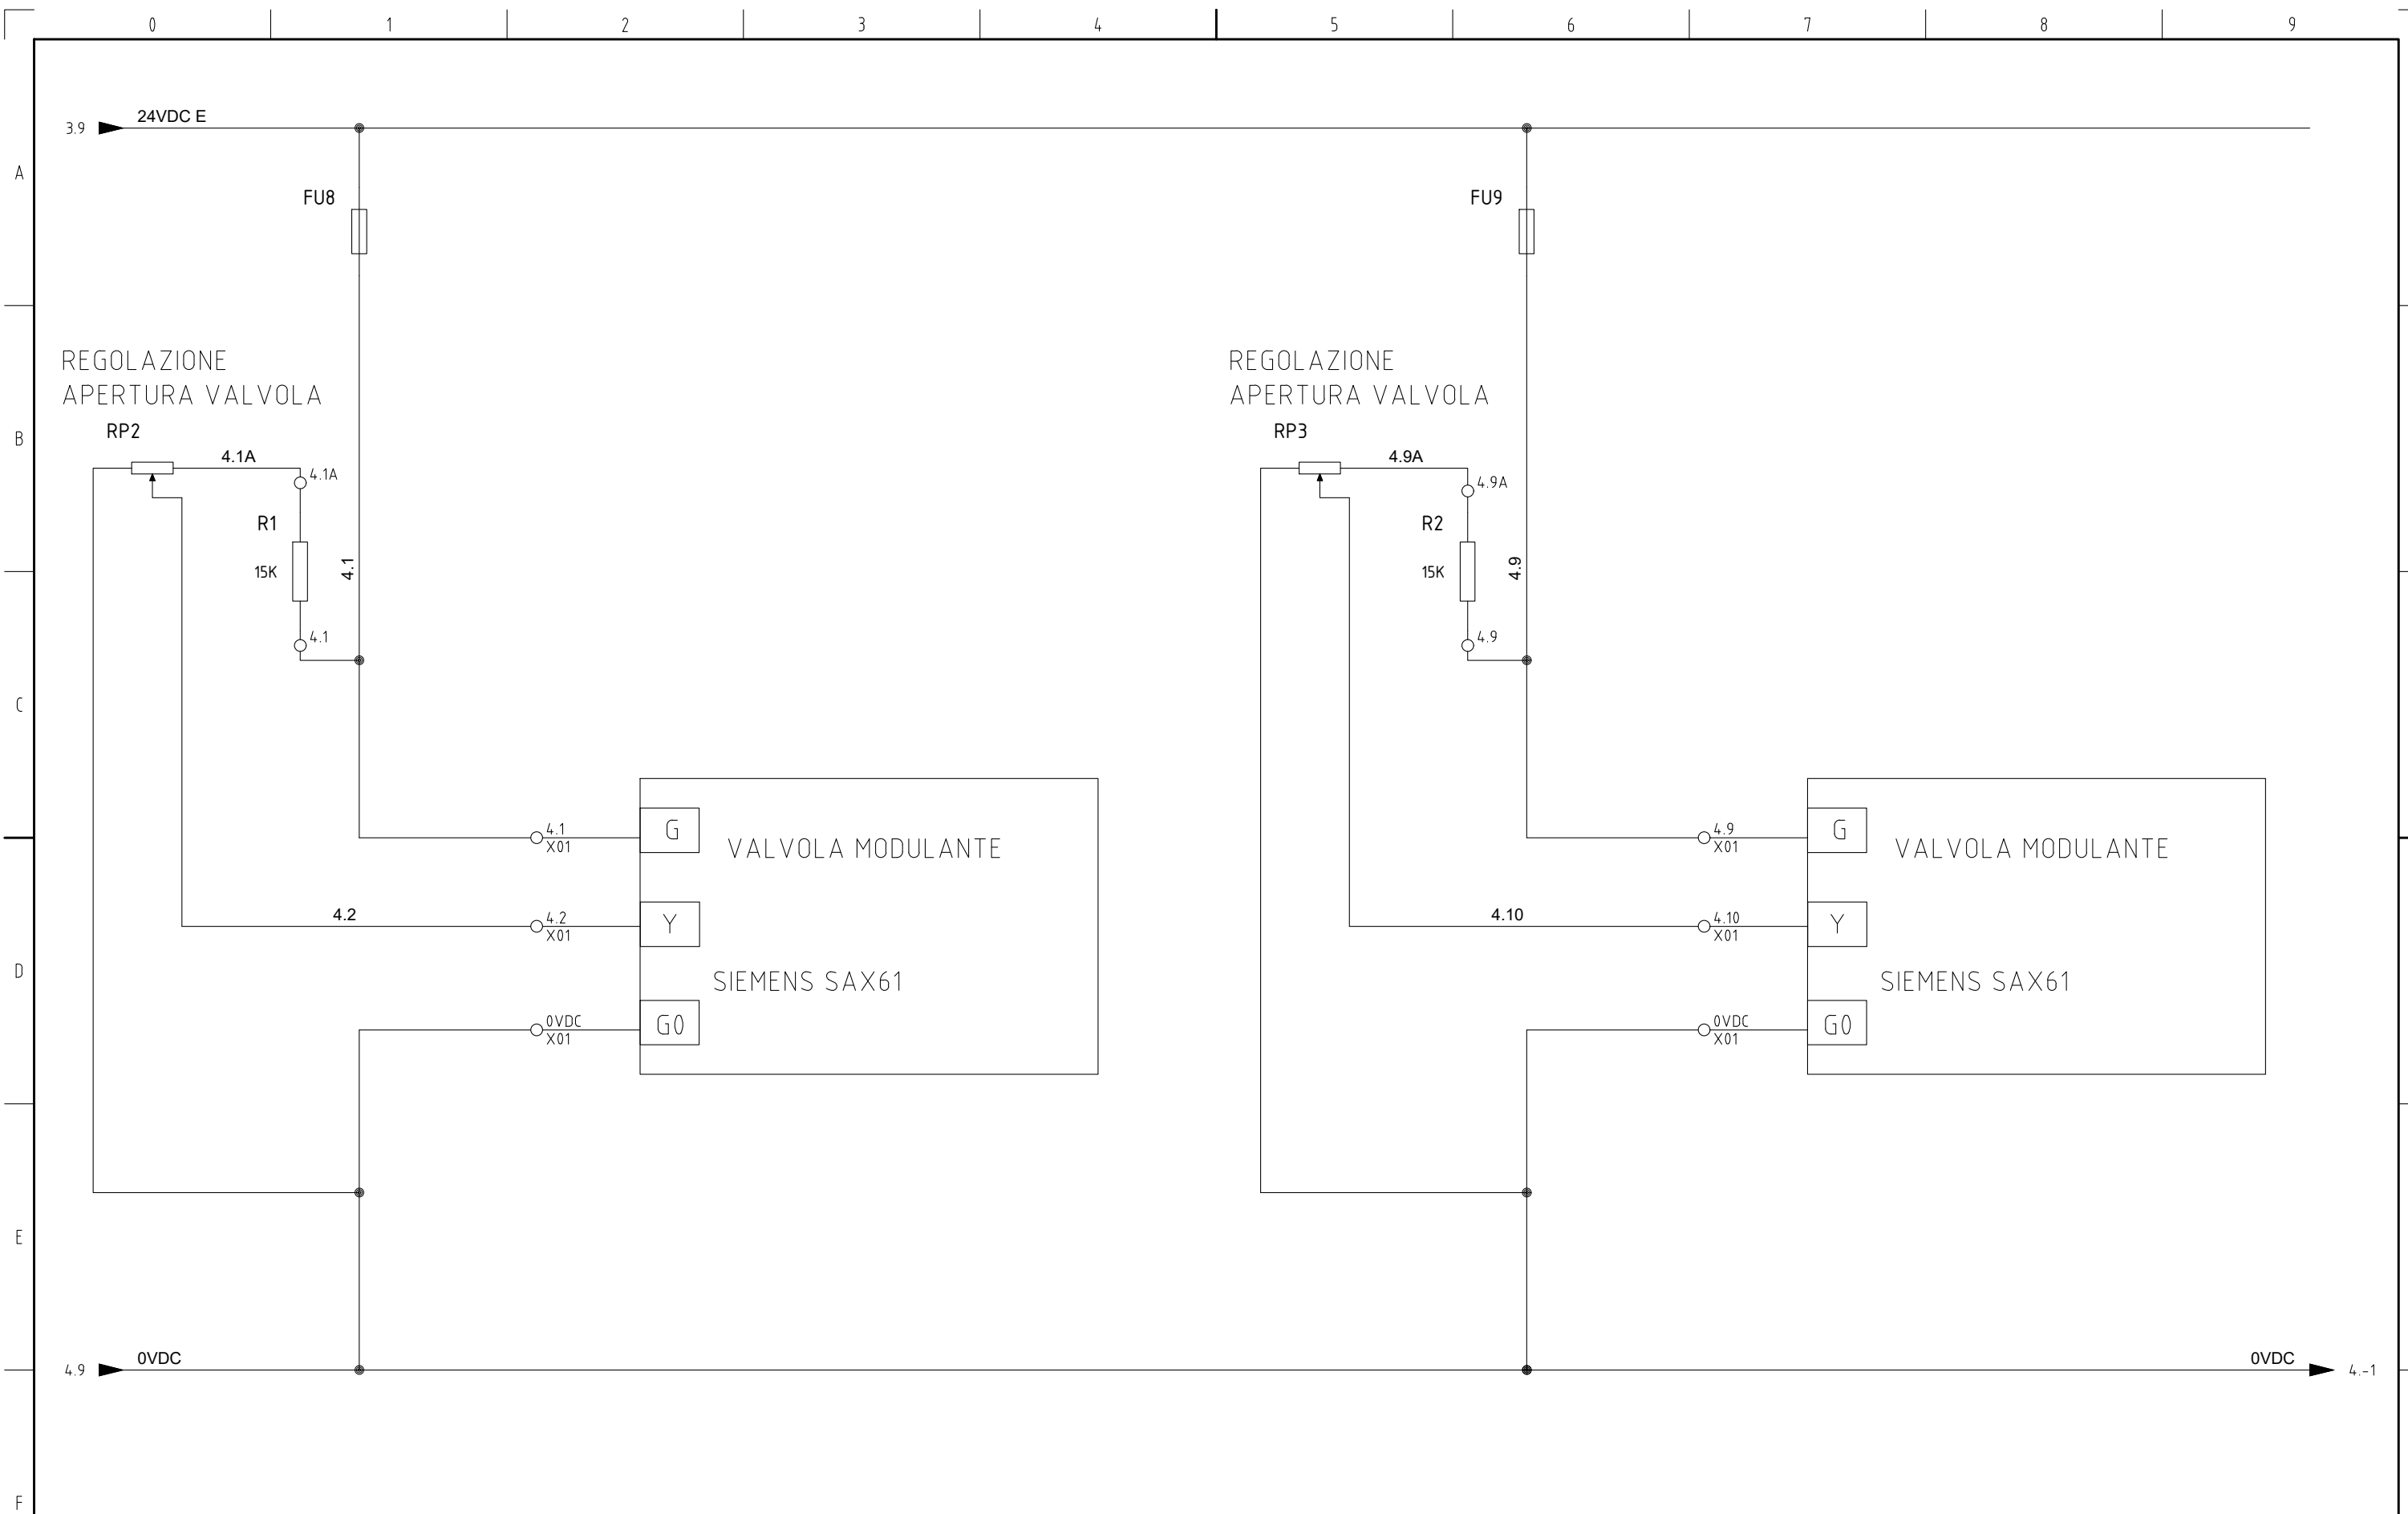 0 1 2 3 4 5 6 7 8 9
3.9 24VDC E
A
FU8 FU9
REGOLAZIONE
APERTURA VALVOLA
REGOLAZIONE
APERTURA VALVOLA
B
RP2 RP3
4.1A 4.1A
4.9A 4.9A
R1 R2
15K 4.1
15K 4.9
4.1 4.9
C
4.1
X01
G
VALVOLA MODULANTE
4.9
X01
G
VALVOLA MODULANTE
4.2 4.2
X01
Y
4.10 4.10
X01
Y
D
SIEMENS SAX61
SIEMENS SAX61
0VDC
X01
G0
0VDC
X01
G0
E
4.9 0VDC
0VDC 4.-1
F